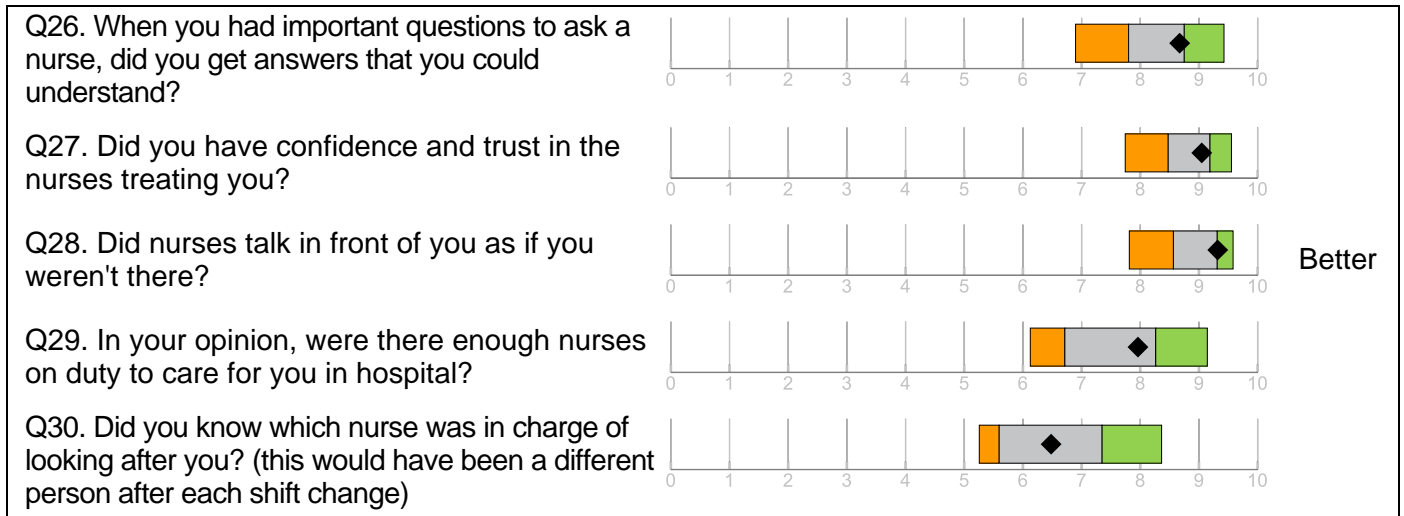 Q26. When you had important questions to ask a
nurse, did you get answers that you could
understand?
0 1 2 3 4 5 6 7 8 9 10
Q27. Did you have confidence and trust in the
nurses treating you?
0 1 2 3 4 5 6 7 8 9 10
Q28. Did nurses talk in front of you as if you
weren't there?
0 1 2 3 4 5 6 7 8 9 10
Better
Q29. In your opinion, were there enough nurses
on duty to care for you in hospital?
0 1 2 3 4 5 6 7 8 9 10
Q30. Did you know which nurse was in charge of
looking after you? (this would have been a different
person after each shift change)
0 1 2 3 4 5 6 7 8 9 10